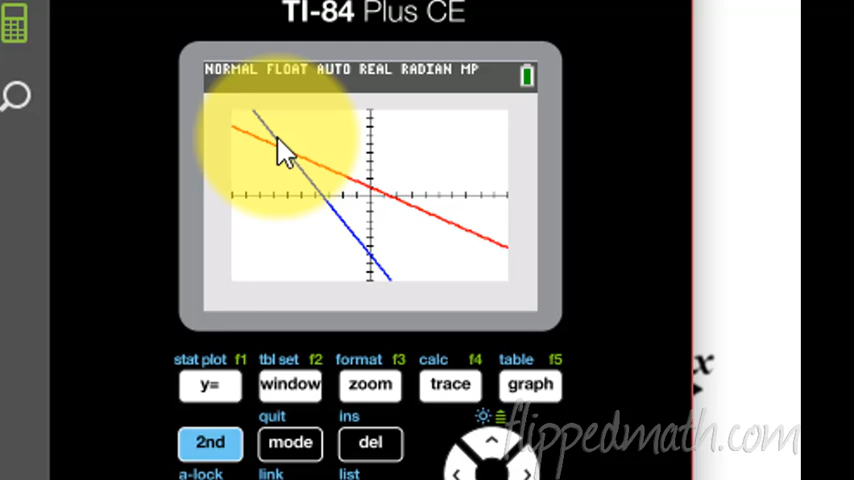 TI-84 Plus CE
NORMAL FLOAT AUTO REAL RADIAN MP
stat plot f1 tbl set f2 format f3 calc f4 table f5
y= window zoom trace graph
x
quit ins
2nd mode del
a-lock link list
flippedmath.com